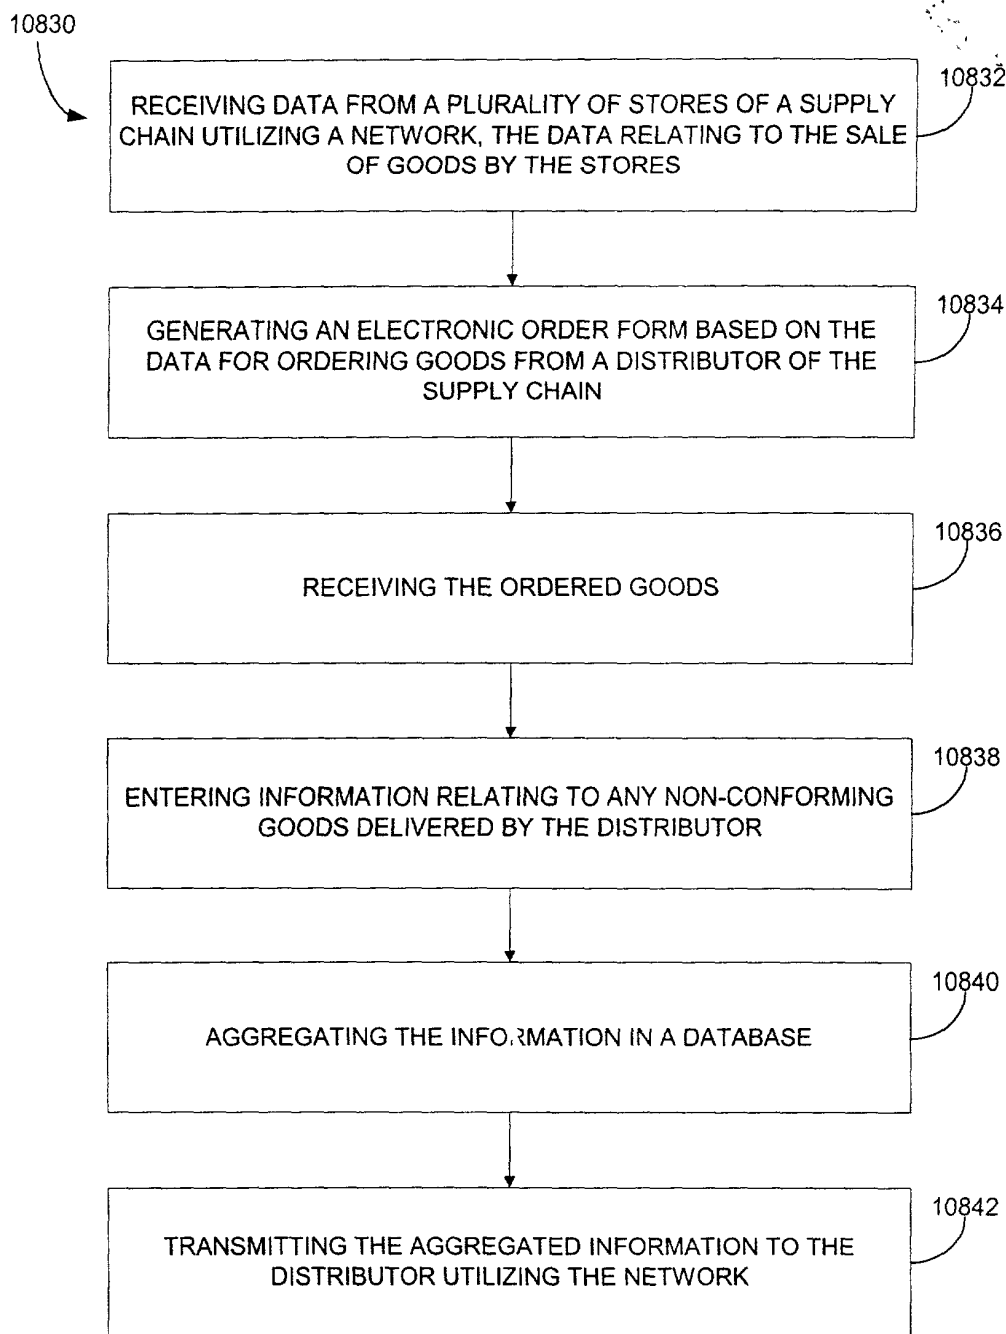 10830
10832
RECEIVING DATA FROM A PLURALITY OF STORES OF A SUPPLY
CHAIN UTILIZING A NETWORK, THE DATA RELATING TO THE SALE
OF GOODS BY THE STORES
10834
GENERATING AN ELECTRONIC ORDER FORM BASED ON THE
DATA FOR ORDERING GOODS FROM A DISTRIBUTOR OF THE
SUPPLY CHAIN
10836
RECEIVING THE ORDERED GOODS
10838
ENTERING INFORMATION RELATING TO ANY NON-CONFORMING
GOODS DELIVERED BY THE DISTRIBUTOR
10840
AGGREGATING THE INFORMATION IN A DATABASE
10842
TRANSMITTING THE AGGREGATED INFORMATION TO THE
DISTRIBUTOR UTILIZING THE NETWORK